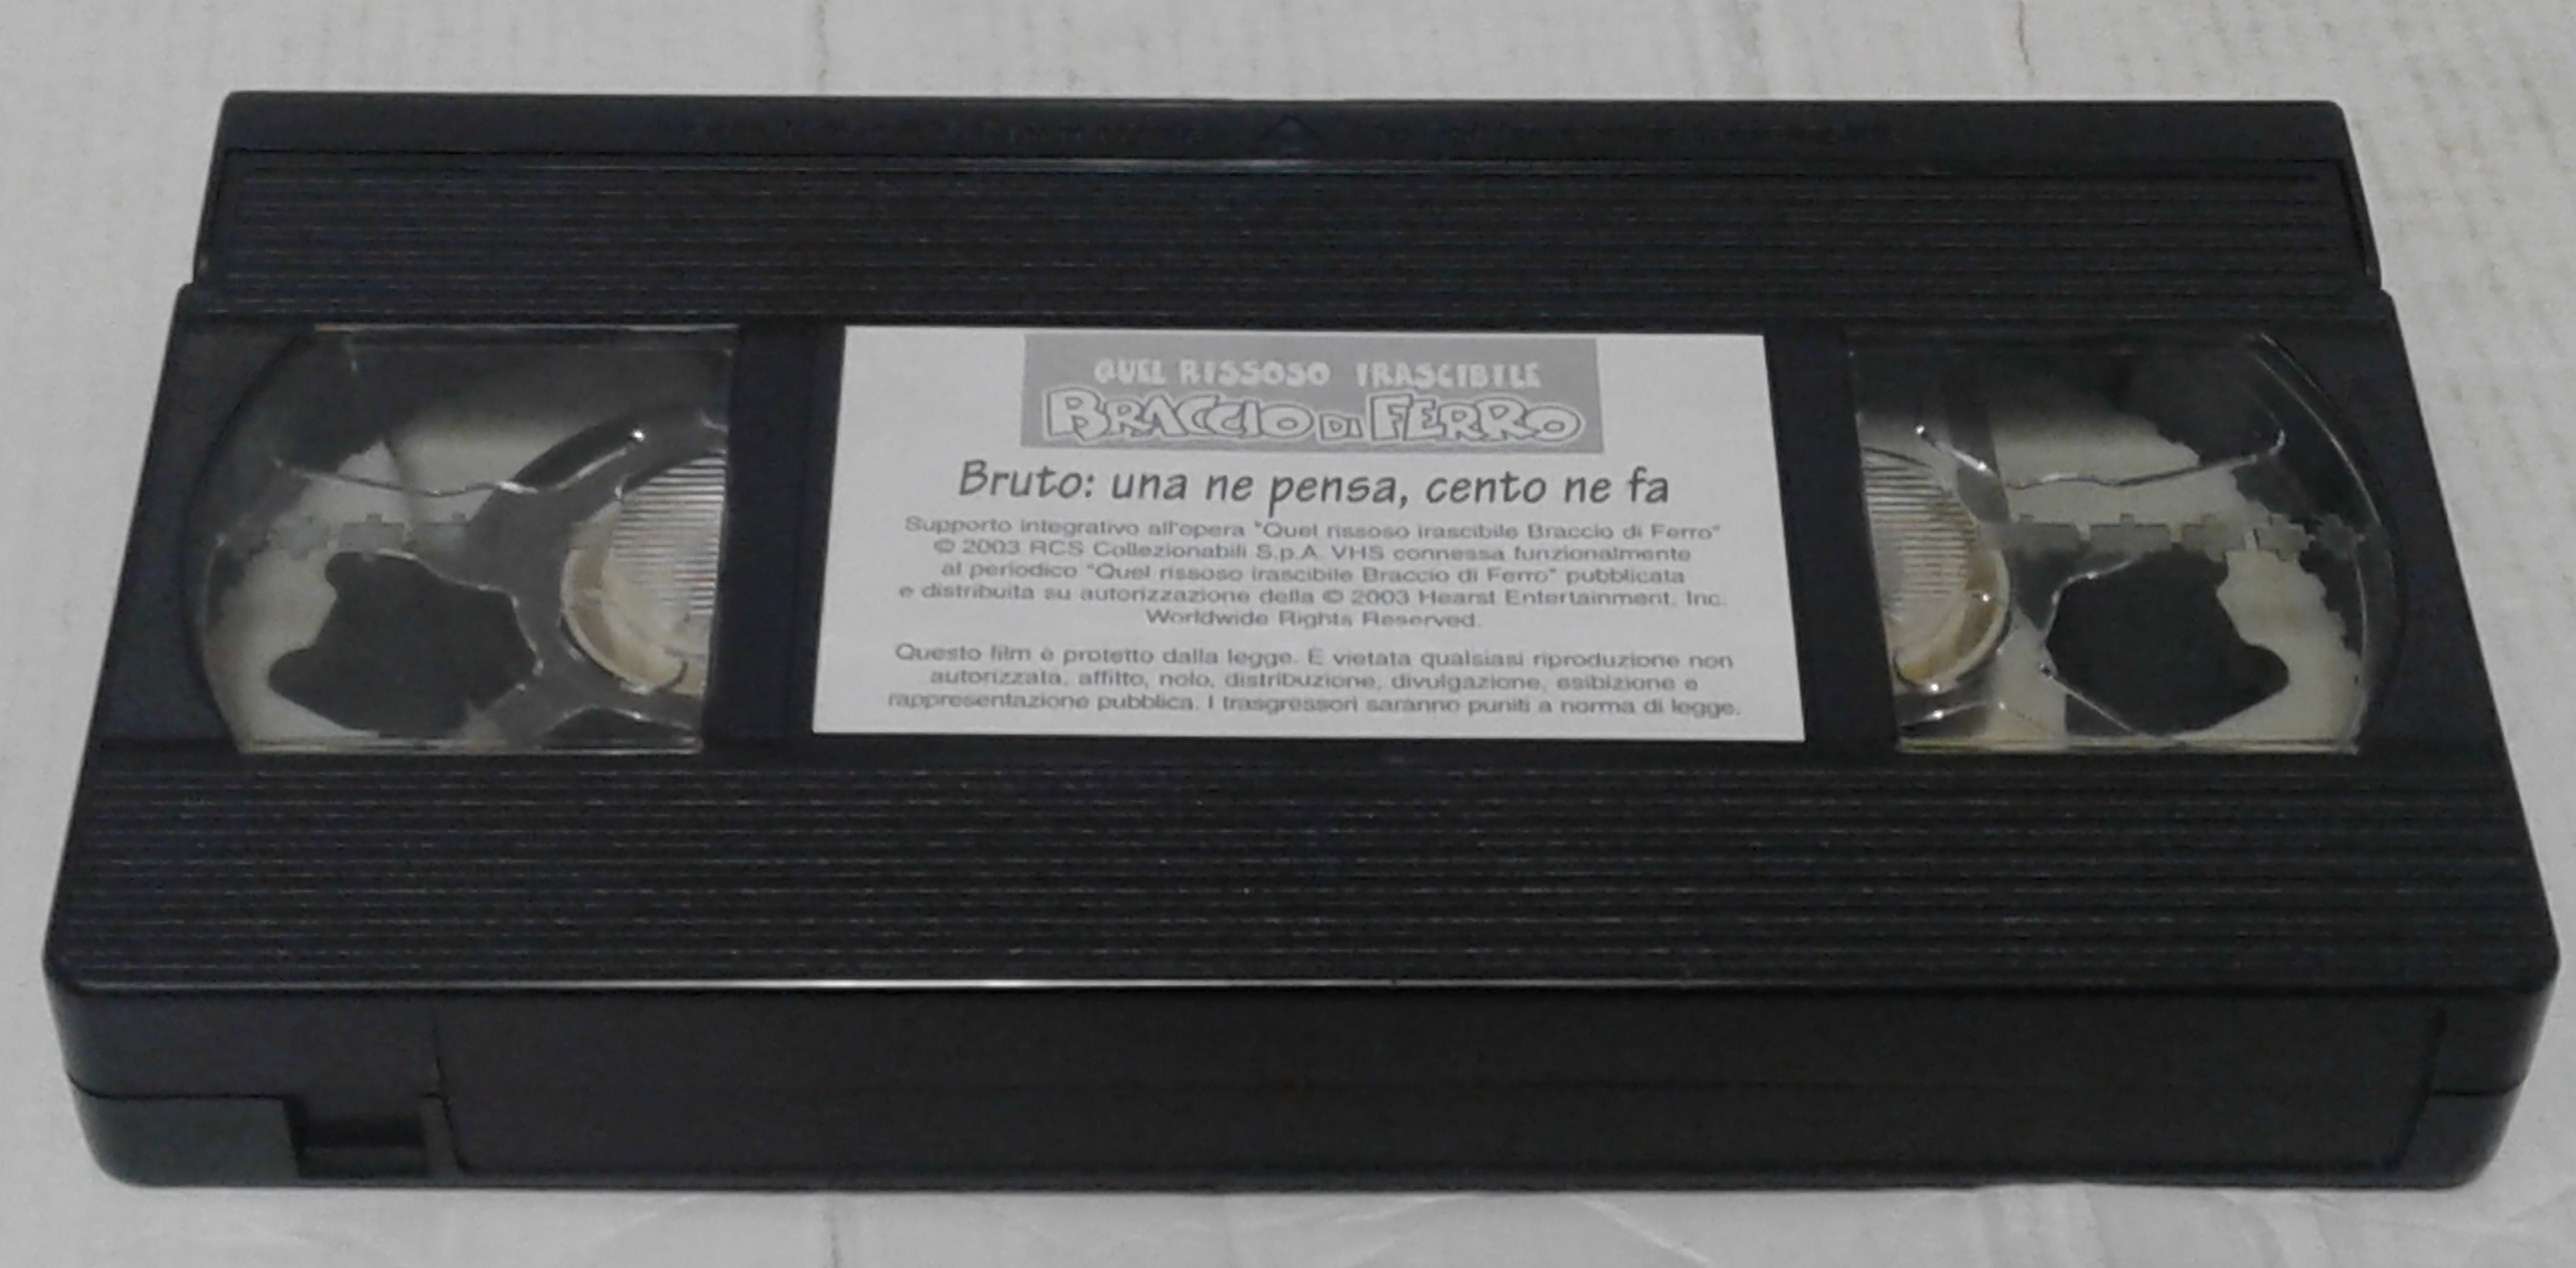 QUEL RISSOSO IRASCIBILE
BRACCIO DI FERRO
Bruto: una ne pensa, cento ne fa
Supporto integrativo all'opera "Quel rissoso irascibile Braccio di Ferro"
© 2003 RCS Collezionabili S.p.A. VHS connessa funzionalmente
al periodico "Quel rissoso irascibile Braccio di Ferro" pubblicata
e distribuita su autorizzazione della © 2003 Hearst Entertainment, Inc.
Worldwide Rights Reserved.
Questo film è protetto dalla legge. È vietata qualsiasi riproduzione non
autorizzata, affitto, nolo, distribuzione, divulgazione, esibizione e
rappresentazione pubblica. I trasgressori saranno puniti a norma di legge.